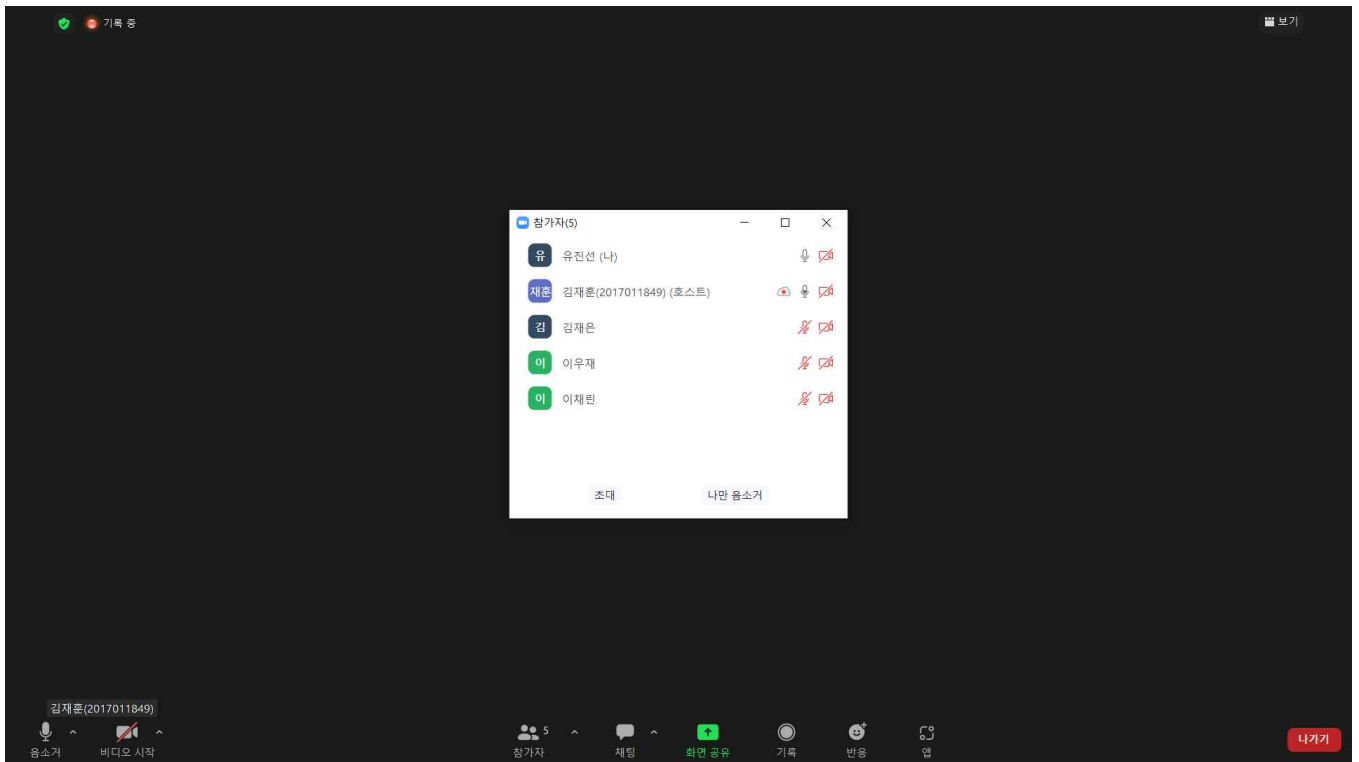 기록 중
보기
참가자(5)
유 유진선 (나)
재훈 김재훈(2017011849) (호스트)
김 김재은
이 이우재
이 이채린
초대 나만 음소거
김재훈(2017011849)
음소거 비디오 시작 참가자 5 채팅 화면 공유 기록 반응 앱 나가기